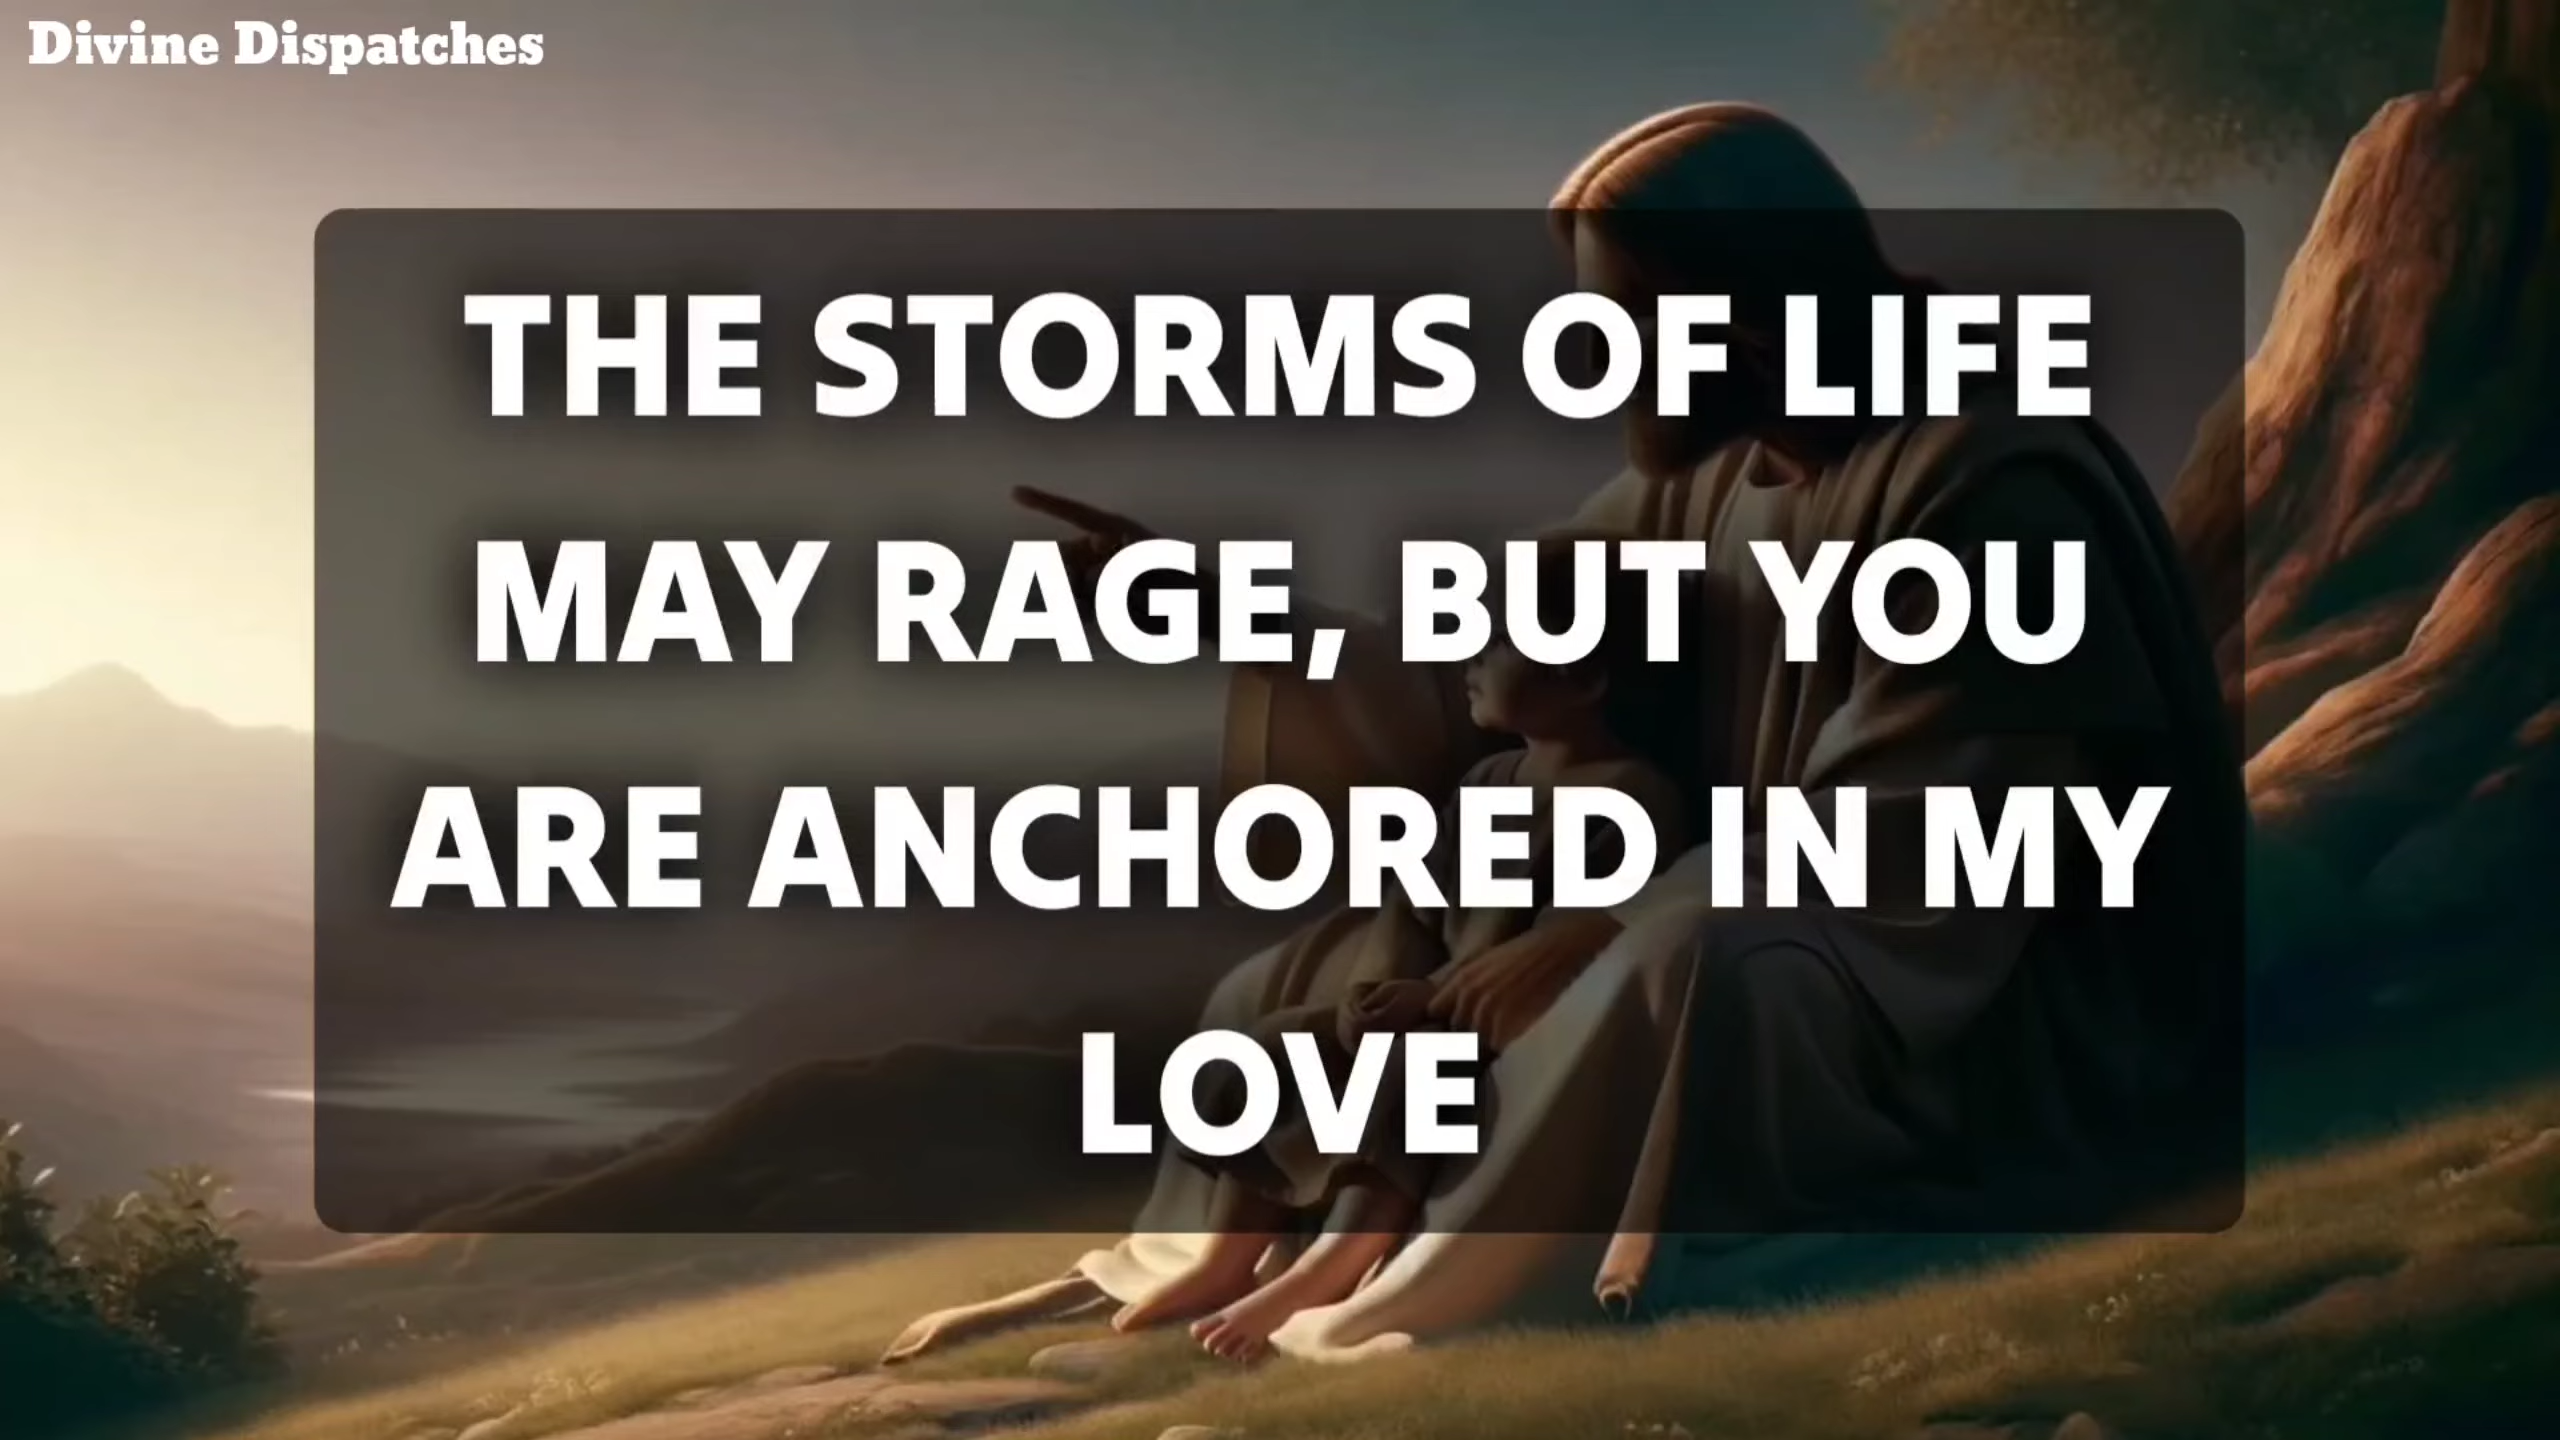 Divine Dispatches
THE STORMS OF LIFE
MAY RAGE, BUT YOU
ARE ANCHORED IN MY
LOVE